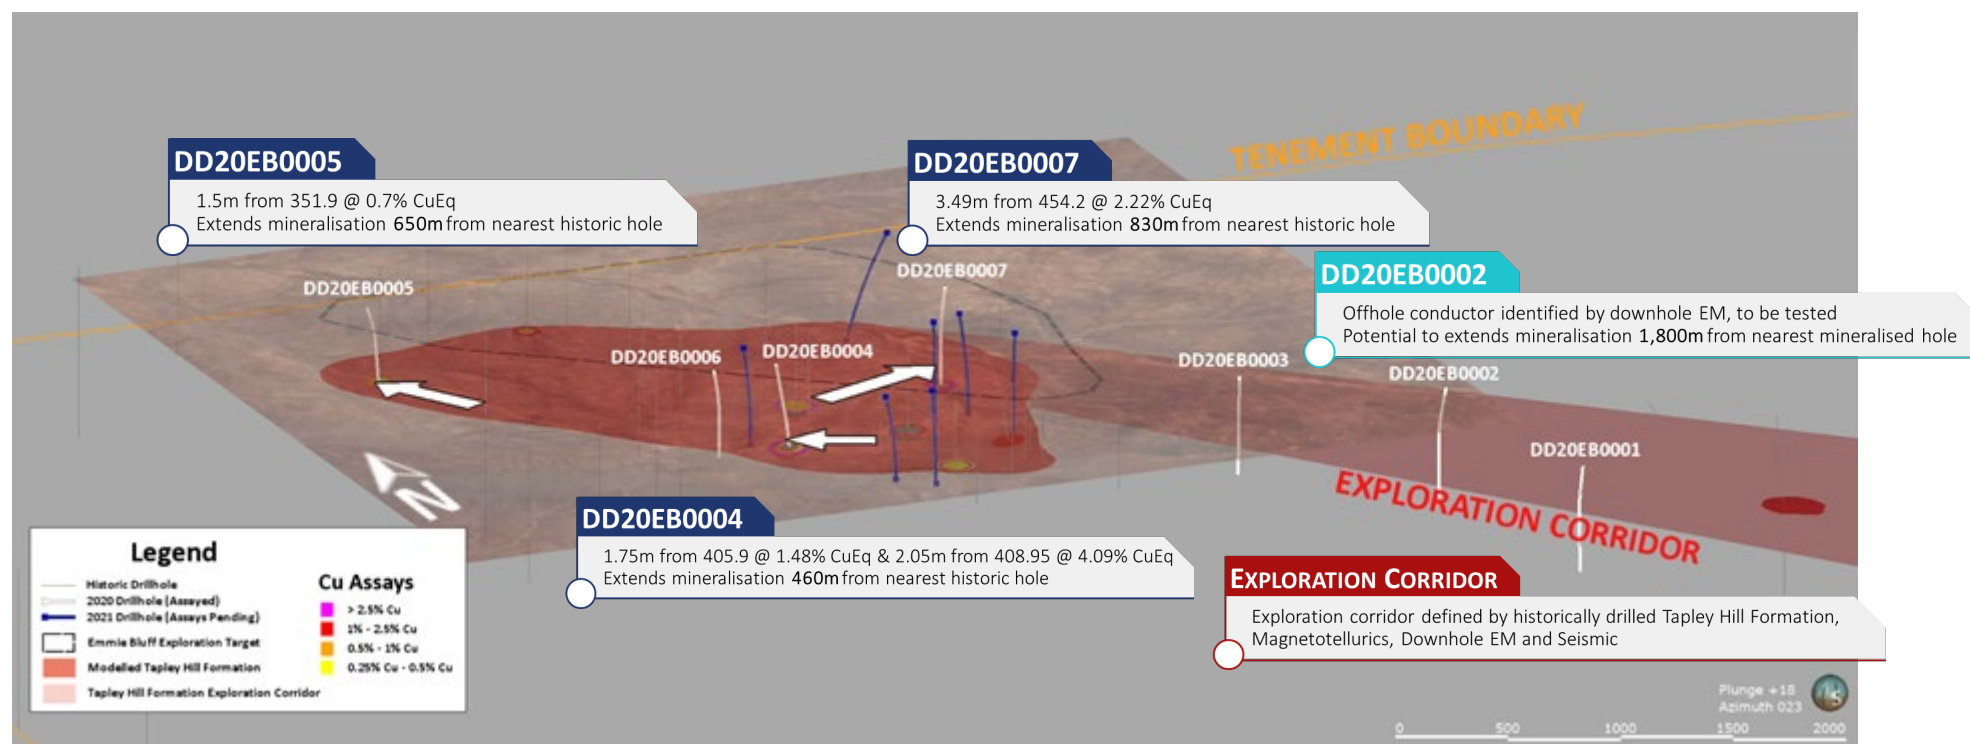 TENEMENT BOUNDARY
DD20EB0005
1.5m from 351.9 @ 0.7% CuEq
Extends mineralisation 650m from nearest historic hole
DD20EB0007
3.49m from 454.2 @ 2.22% CuEq
Extends mineralisation 830m from nearest historic hole
DD20EB0002
Offhole conductor identified by downhole EM, to be tested
Potential to extends mineralisation 1,800m from nearest mineralised hole
DD20EB0005
DD20EB0007
DD20EB0006
DD20EB0004
DD20EB0003
DD20EB0002
DD20EB0001
N
EXPLORATION CORRIDOR
DD20EB0004
1.75m from 405.9 @ 1.48% CuEq & 2.05m from 408.95 @ 4.09% CuEq
Extends mineralisation 460m from nearest historic hole
EXPLORATION CORRIDOR
Exploration corridor defined by historically drilled Tapley Hill Formation,
Magnetotellurics, Downhole EM and Seismic
Legend
Historic Drillhole
2020 Drillhole (Assayed)
2021 Drillhole (Assays Pending)
Emmie Bluff Exploration Target
Modelled Tapley Hill Formation
Tapley Hill Formation Exploration Corridor
Cu Assays
> 2.5% Cu
1% - 2.5% Cu
0.5% - 1% Cu
0.25% Cu - 0.5% Cu
Plunge +18
Azimuth 023
0 500 1000 1500 2000